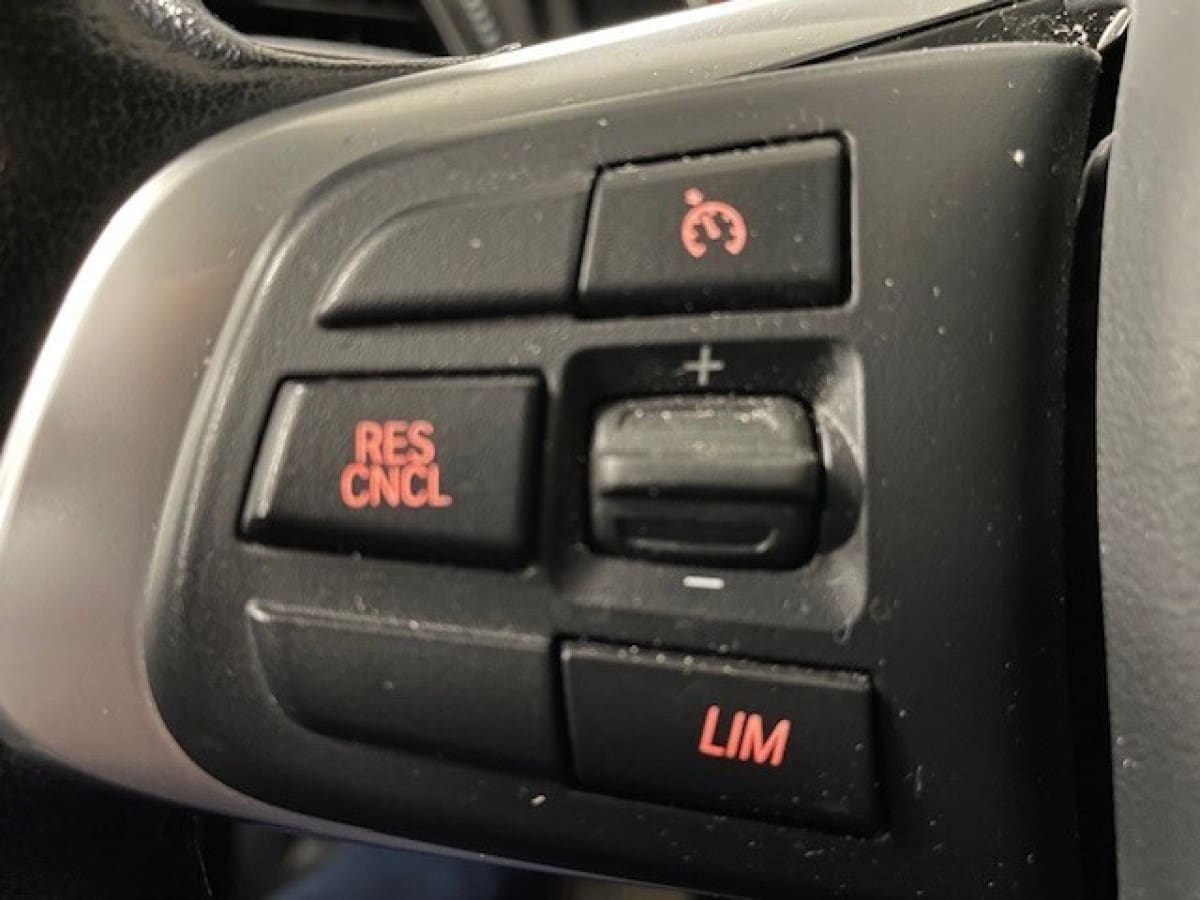 +
RES
CNCL
-
LIM